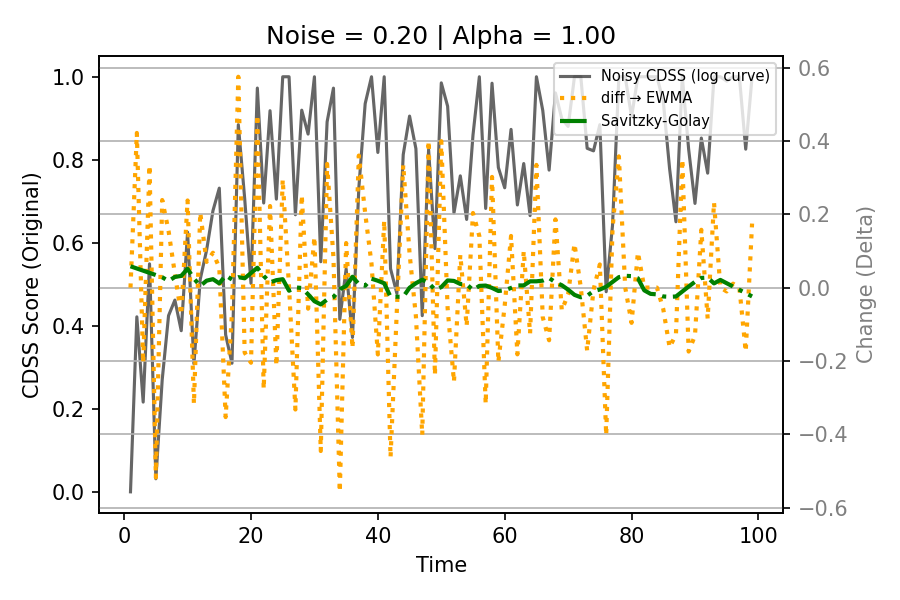 Noise = 0.20 | Alpha = 1.00
CDSS Score (Original)
1.0
0.8
0.6
0.4
0.2
0.0
Noisy CDSS (log curve)
diff → EWMA
Savitzky-Golay
0.6
0.4
0.2
0.0
−0.2
−0.4
−0.6
Change (Delta)
0 20 40 60 80 100
Time